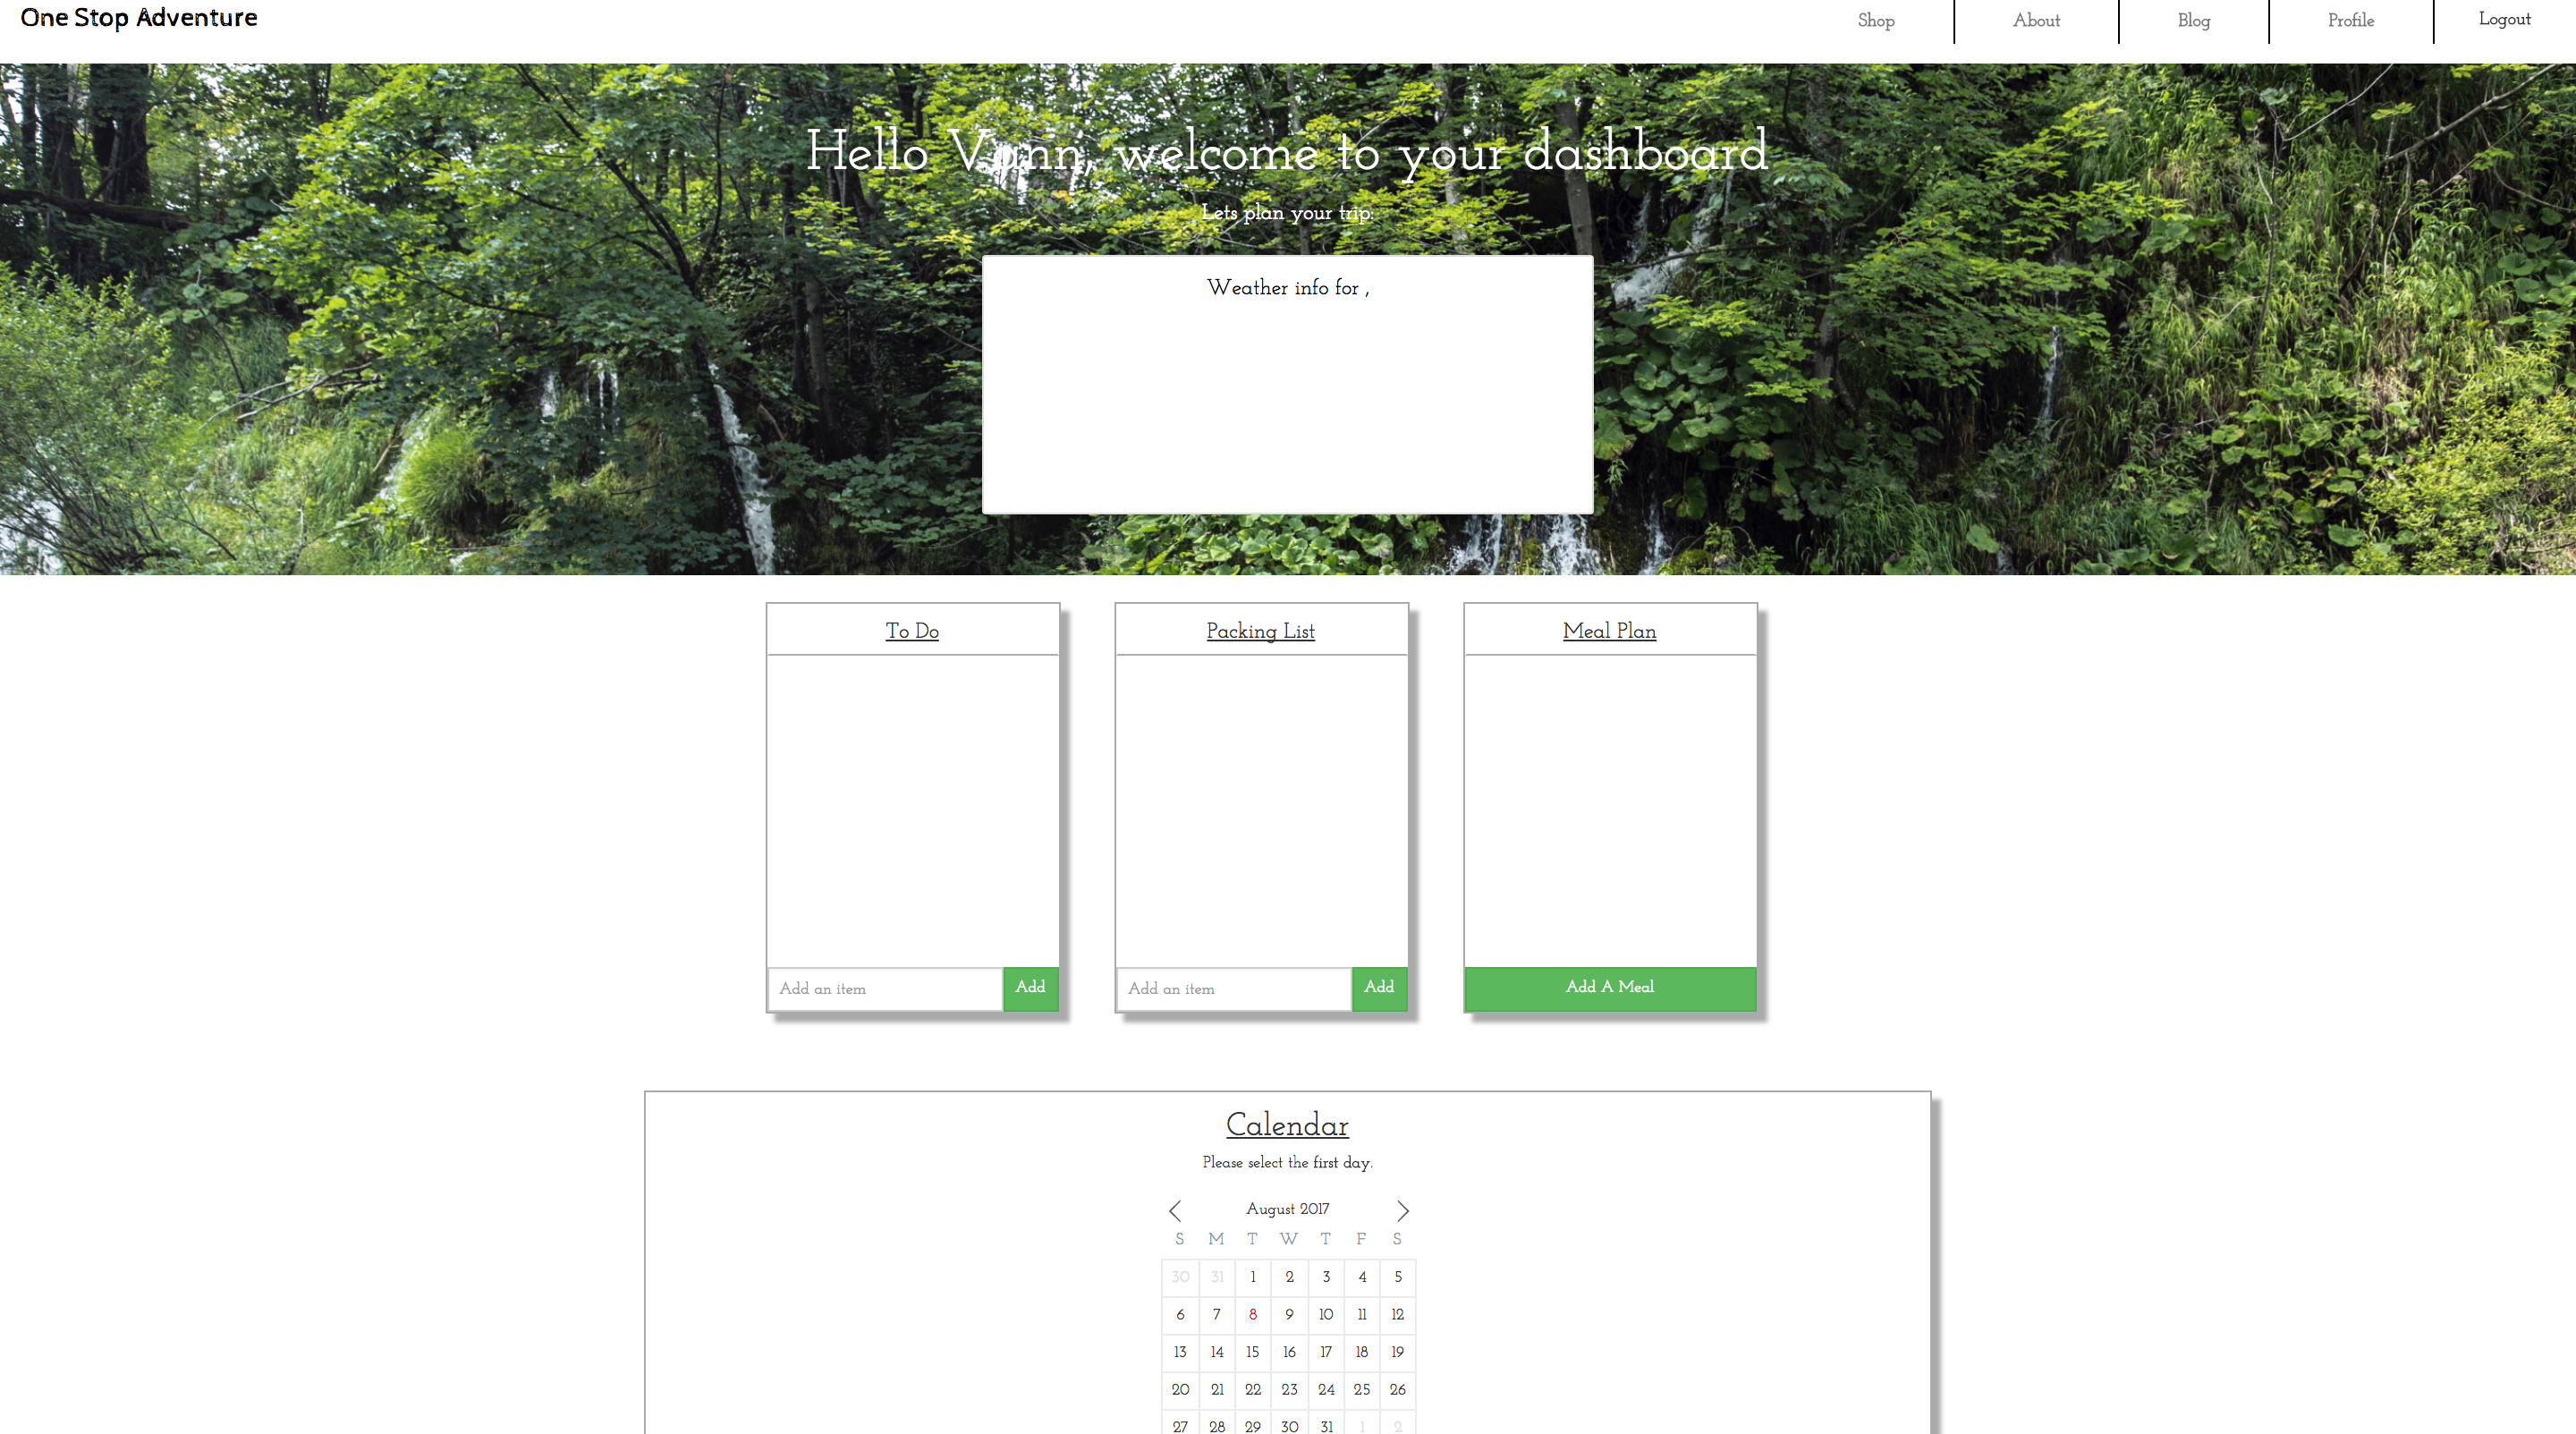 One Stop Adventure
Shop About Blog Profile Logout
Hello Vann, welcome to your dashboard
Lets plan your trip:
Weather info for ,
To Do
Packing List
Meal Plan
Add an item Add
Add an item Add
Add A Meal
Calendar
Please select the first day.
August 2017
S M T W T F S
30 31 1 2 3 4 5
6 7 8 9 10 11 12
13 14 15 16 17 18 19
20 21 22 23 24 25 26
27 28 29 30 31 1 2